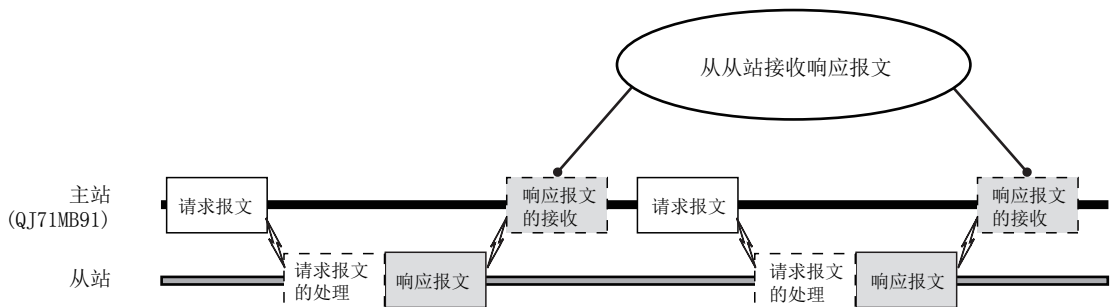 从从站接收响应报文
主站
(QJ71MB91)
请求报文
响应报文
的接收
请求报文
响应报文
的接收
从站
请求报文
的处理
响应报文
请求报文
的处理
响应报文